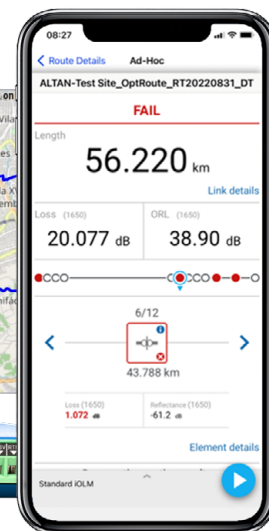 08:27
Route Details Ad-Hoc
ALTAN-Test Site_OptRoute_RT20220831_DT
FAIL
Length
56.220 km
Link details
Loss (1650) ORL (1650)
20.077 dB 38.90 dB
6/12
43.788 km
Loss (1650) Reflectance (1650)
1.072 dB -61.2 dB
Element details
Standard iOLM